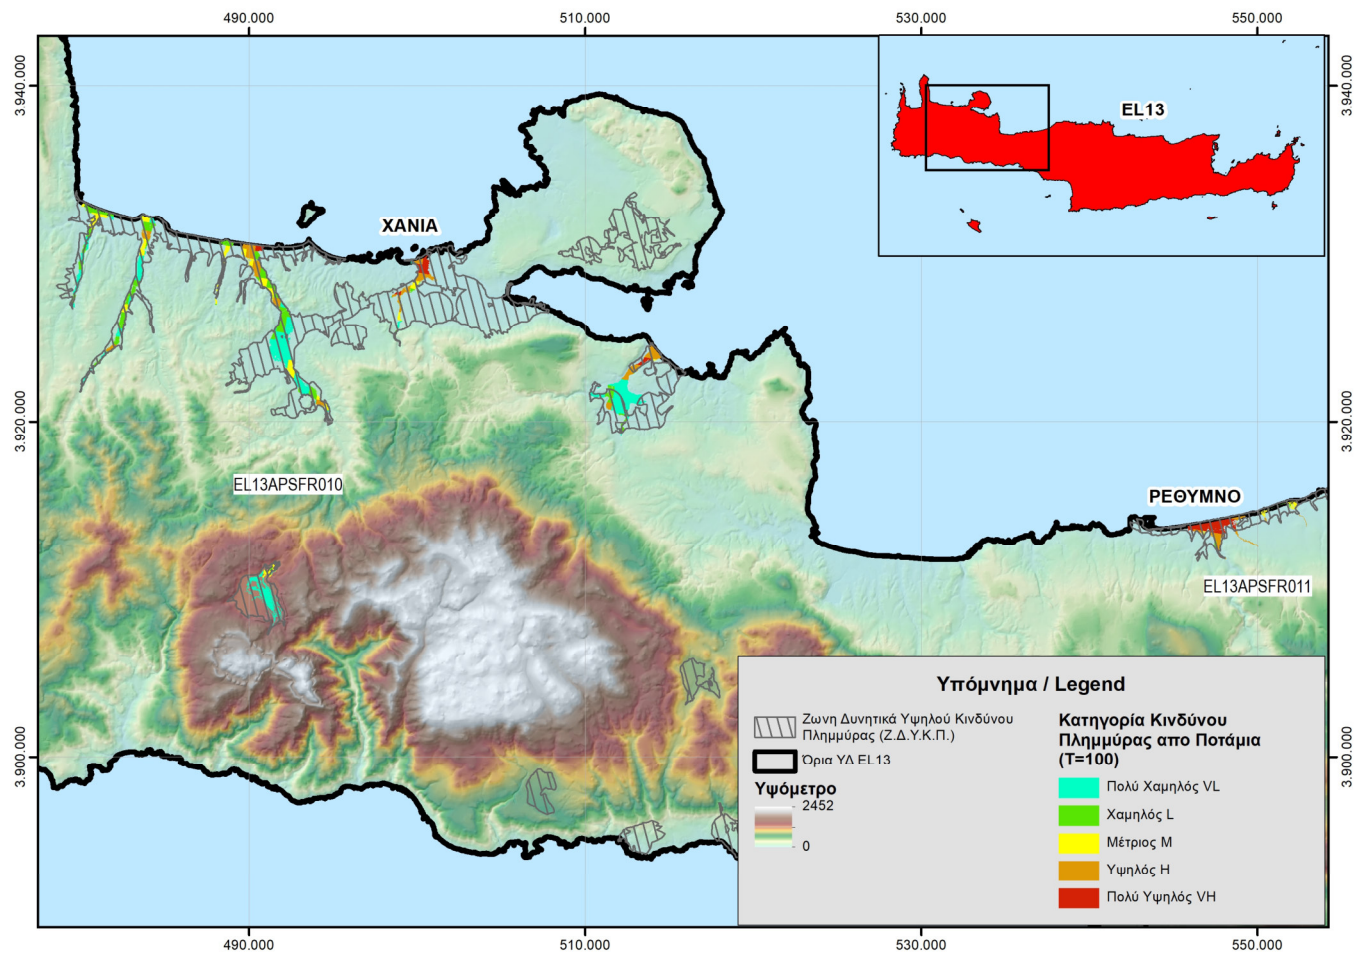 490.000
510.000
530.000
550.000
3.940.000
3.940.000
EL13
ΧΑΝΙΑ
3.920.000
3.920.000
EL13APSFR010
ΡΕΘΥΜΝΟ
EL13APSFR011
3.900.000
3.900.000
Υπόμνημα / Legend
Ζωνη Δυνητικά Υψηλού Κινδύνου
Πλημμύρας (Ζ.Δ.Υ.Κ.Π.)
Όρια ΥΔ EL13
Υψόμετρο
2452
0
Κατηγορία Κινδύνου
Πλημμύρας απο Ποτάμια
(T=100)
Πολύ Χαμηλός VL
Χαμηλός L
Μέτριος M
Υψηλός H
Πολύ Υψηλός VH
490.000
510.000
530.000
550.000